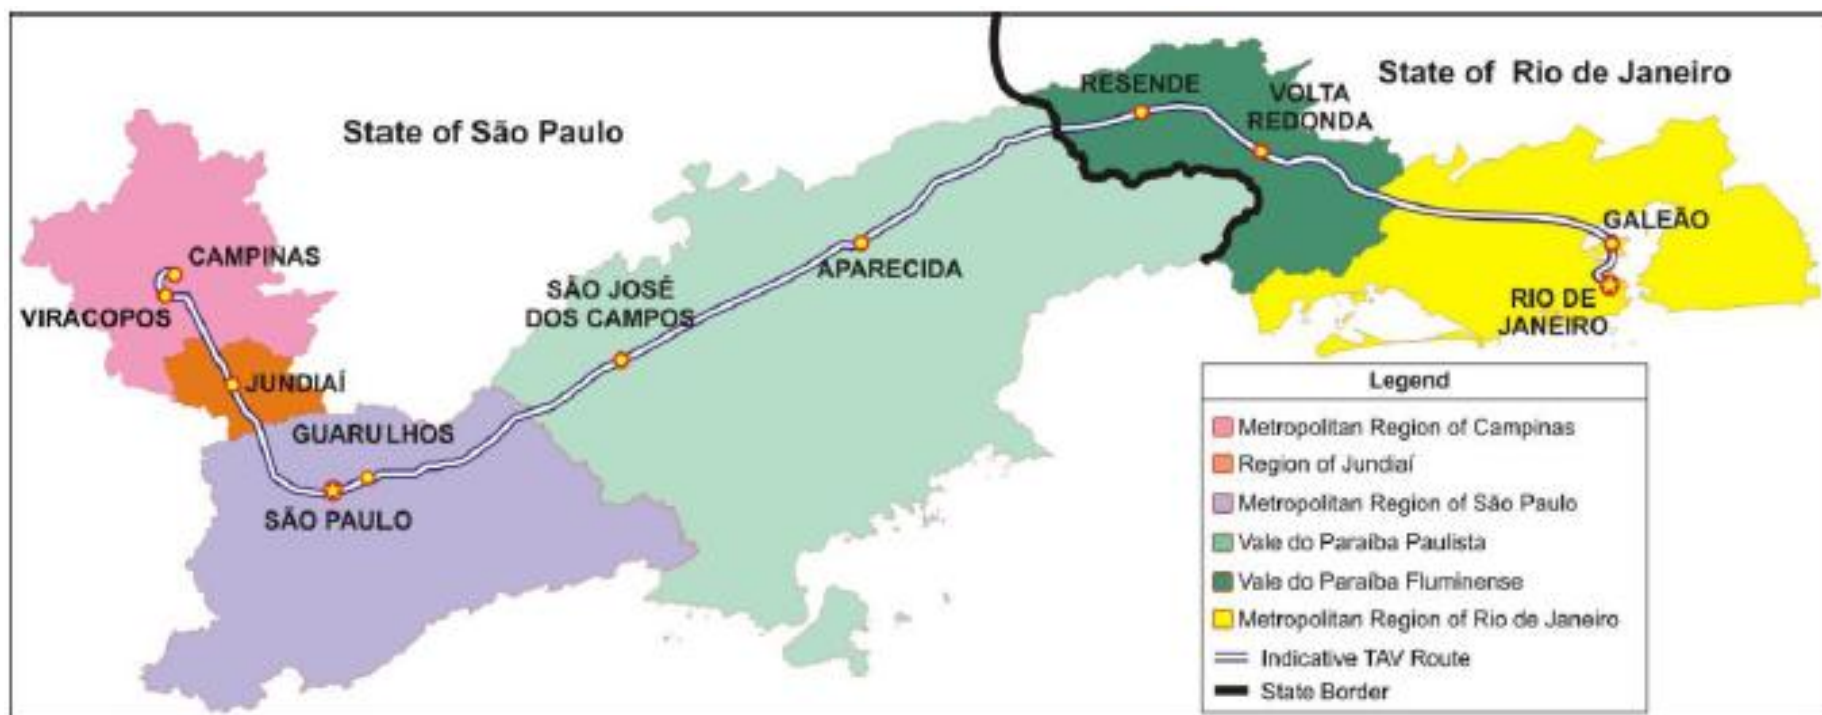 State of São Paulo
State of Rio de Janeiro
RESENDE
VOLTA
REDONDA
GALEÃO
CAMPINAS
APARECIDA
SÃO JOSÉ
DOS CAMPOS
RIO DE
JANEIRO
VIRACOPOS
JUNDIAÍ
GUARULHOS
SÃO PAULO
Legend
Metropolitan Region of Campinas
Region of Jundiaí
Metropolitan Region of São Paulo
Vale do Paraíba Paulista
Vale do Paraíba Fluminense
Metropolitan Region of Rio de Janeiro
Indicative TAV Route
State Border